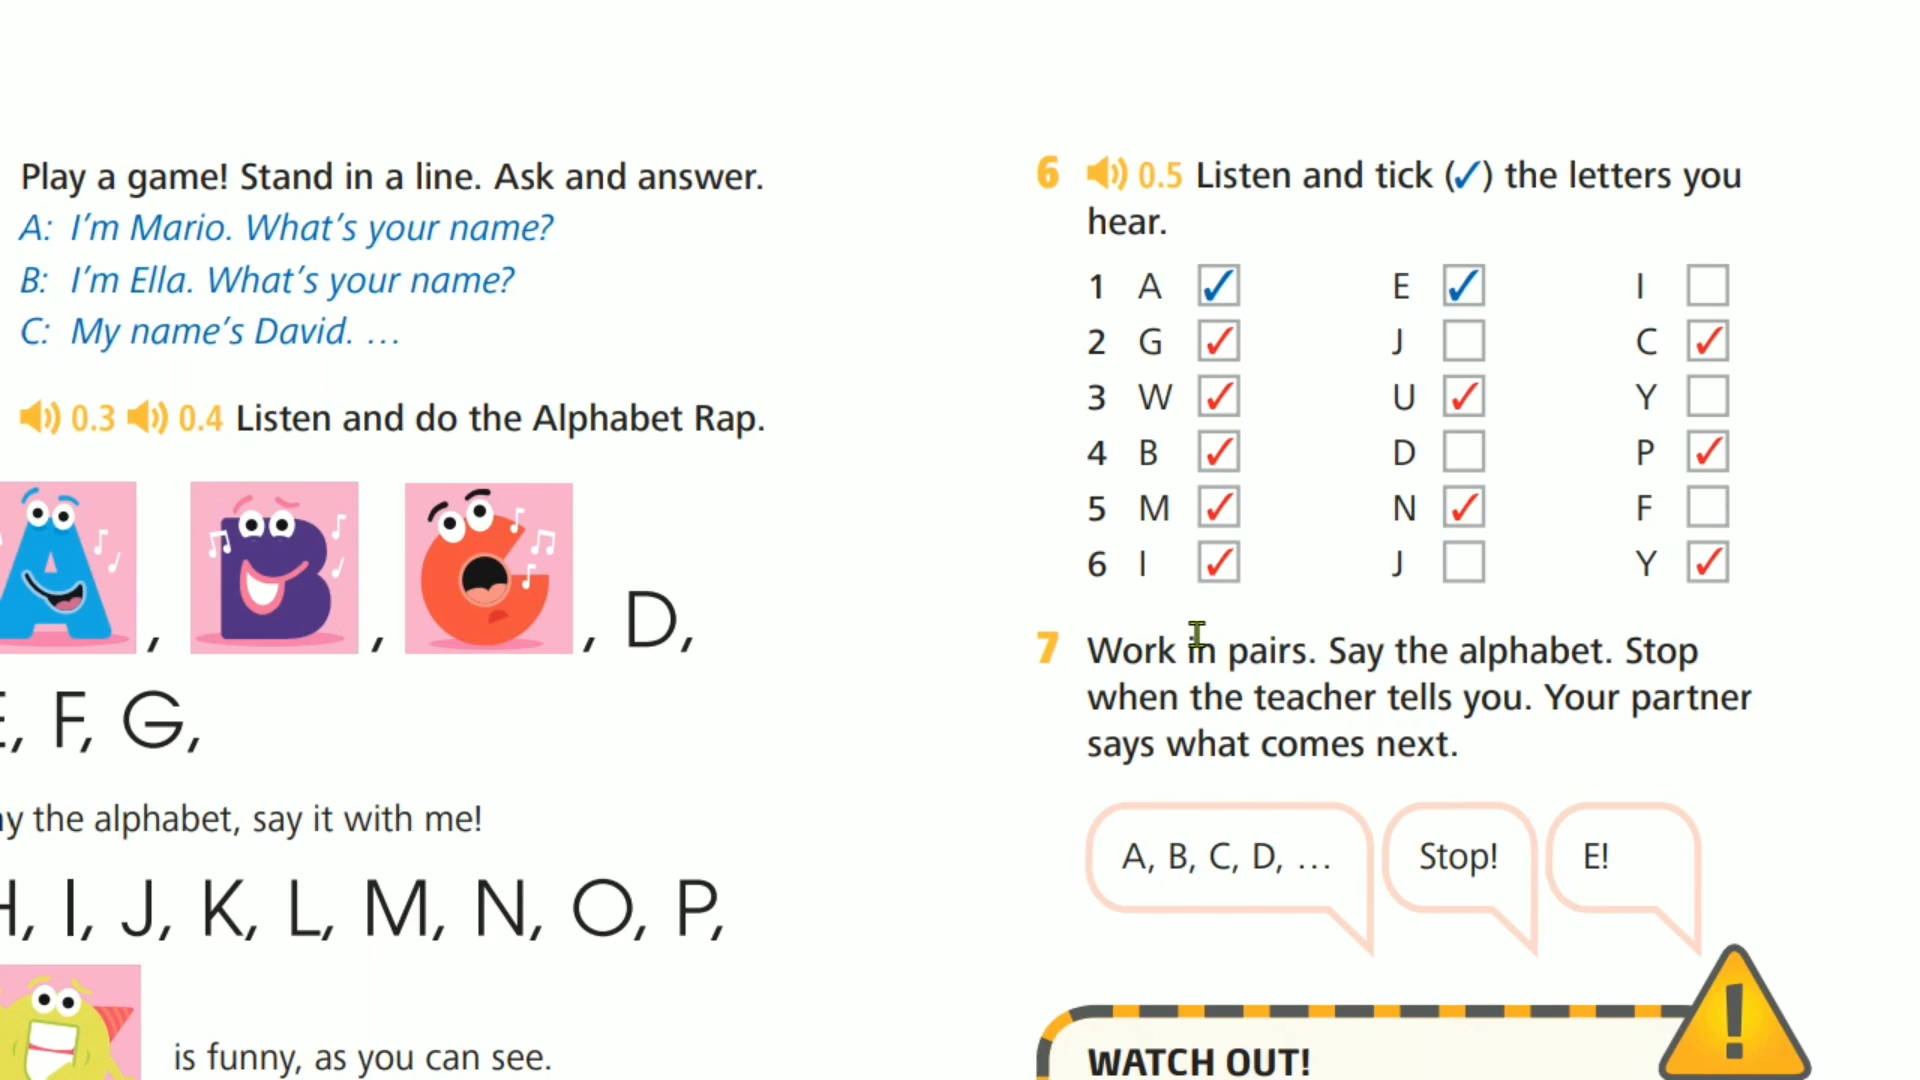 Play a game! Stand in a line. Ask and answer.
A: I'm Mario. What's your name?
B: I'm Ella. What's your name?
C: My name's David. …
0.3 0.4 Listen and do the Alphabet Rap.
A, B, C, D,
E, F, G,
the alphabet, say it with me!
H, I, J, K, L, M, N, O, P,
is funny, as you can see.
6 0.5 Listen and tick (✓) the letters you
hear.
1 A ✓ E ✓ I
2 G ✓ J C ✓
3 W ✓ U ✓ Y
4 B ✓ D P ✓
5 M ✓ N ✓ F
6 I ✓ J Y ✓
7 Work in pairs. Say the alphabet. Stop
when the teacher tells you. Your partner
says what comes next.
A, B, C, D, …
Stop!
E!
!
WATCH OUT!